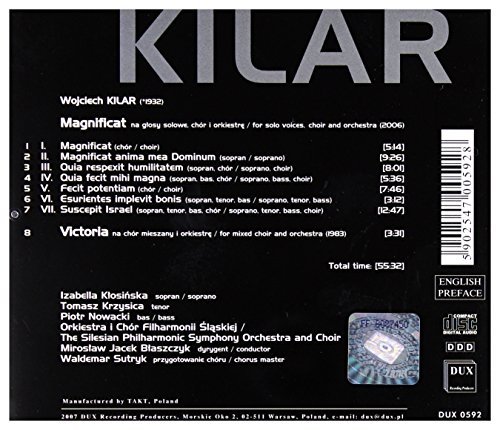 KILAR
Wojciech KILAR (*1932)
Magnificat na głosy solowe, chór i orkiestrę / for solo voices, choir and orchestra (2006)
1 I. Magnificat (chór / choir) [5:14]
2 II. Magnificat anima mea Dominum (sopran / soprano) [9:26]
3 III. Quia respexit humilitatem (sopran, chór / soprano, choir) [8:01]
4 IV. Quia fecit mihi magna (sopran, tenor, bas / soprano, tenor, bass) [5:36]
5 V. Fecit potentiam (chór / choir) [7:46]
6 VI. Esurientes implevit bonis (sopran, tenor, bas / soprano, tenor, bass) [3:12]
7 VII. Suscepit Israel (sopran, tenor, bas, chór / soprano, tenor, bass, choir) [12:47]
8 Victoria na chór mieszany i orkiestrę / for mixed choir and orchestra (1983) [3:31]
Total time: [55:32]
5 902547 005928
ENGLISH
PREFACE
Izabella Kłosińska sopran / soprano
Tomasz Krzysica tenor
Piotr Nowacki bas / bass
Orkiestra i Chór Filharmonii Śląskiej /
The Silesian Philharmonic Symphony Orchestra and Choir
Mirosław Jacek Błaszczyk dyrygent / conductor
Waldemar Sutryk przygotowanie chóru / chorus master
COMPACT
disc
DIGITAL AUDIO
DDD
DUX
Recording Producers
Manufactured by TAKT, Poland
2007 DUX Recording Producers, Morskie Oko 2, 02-511 Warsaw, Poland, e-mail: dux@dux.pl
DUX 0592